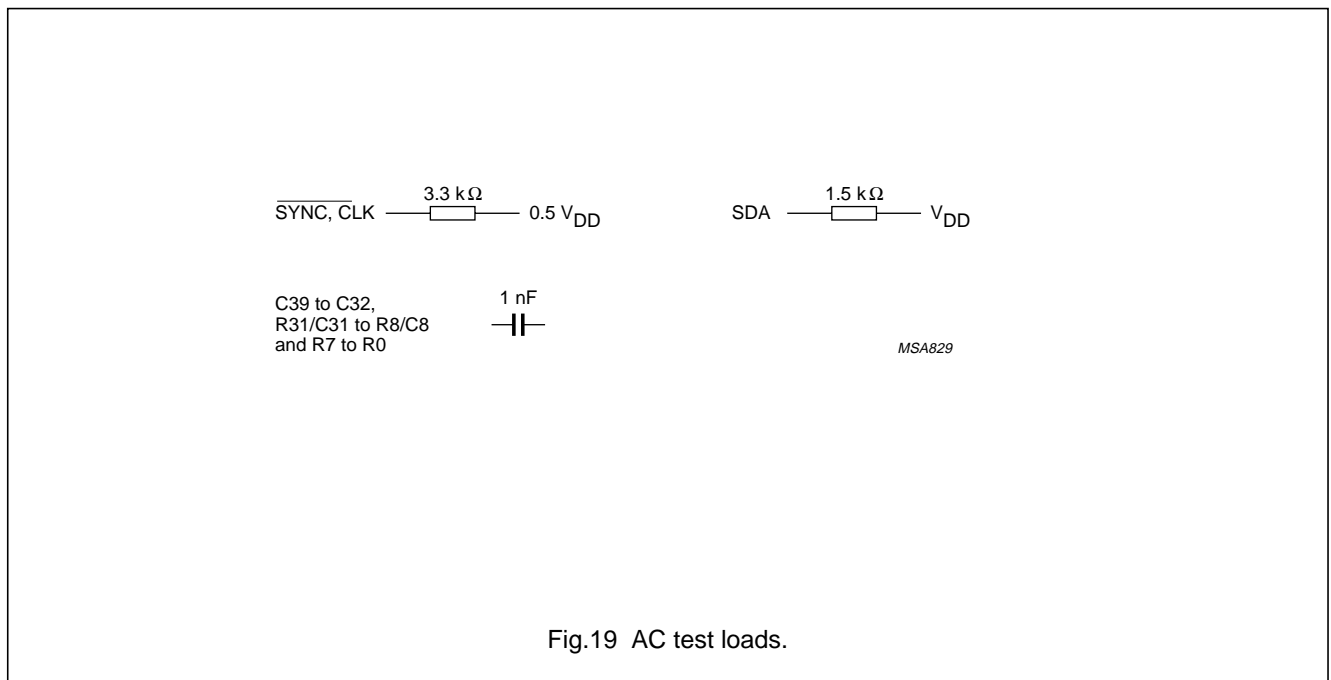 3.3 kΩ
SYNC, CLK 0.5 VDD
1.5 kΩ
SDA VDD
C39 to C32,
R31/C31 to R8/C8
and R7 to R0
1 nF
MSA829
Fig.19 AC test loads.